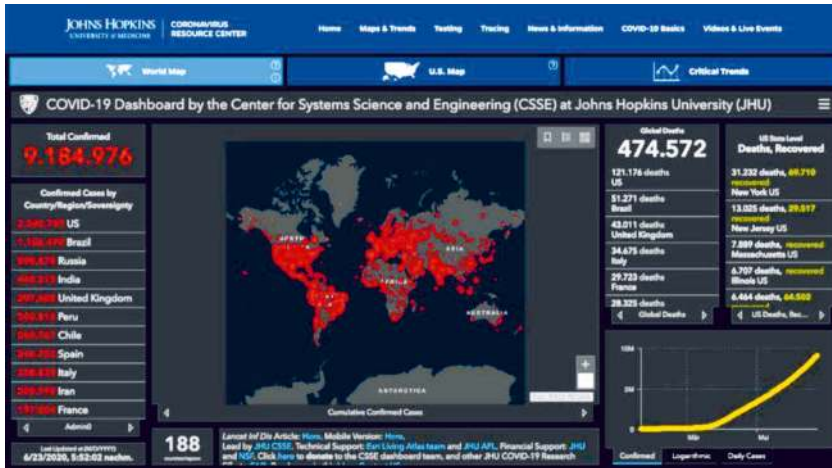 JOHNS HOPKINS
UNIVERSITY & MEDICINE
CORONAVIRUS
RESOURCE CENTER
Home Maps & Trends Testing Tracing News & Information COVID-19 Basics Videos & Live Events
World Map
U.S. Map
Critical Trends
COVID-19 Dashboard by the Center for Systems Science and Engineering (CSSE) at Johns Hopkins University (JHU)
Total Confirmed
9.184.976
Confirmed Cases by
Country/Region/Sovereignty
US
Brazil
Russia
India
United Kingdom
Peru
Chile
Spain
Italy
Iran
France
Admin0
Last Updated at (M/D/YYYY)
6/23/2020, 5:52:02 nachm.
AFRICA
ASIA
AUSTRALIA
ANTARCTICA
Cumulative Confirmed Cases
188
Lancet Inf Dis Article: Here. Mobile Version: Here.
Lead by JHU CSSE. Technical Support: Esri Living Atlas team and JHU APL. Financial Support: JHU
and NSF. Click here to donate to the CSSE dashboard team, and other JHU COVID-19 Research
Global Deaths
474.572
121.176 deaths
US
51.271 deaths
Brazil
43.011 deaths
United Kingdom
34.675 deaths
Italy
29.723 deaths
France
28.325 deaths
Global Deaths
US State Level
Deaths, Recovered
31.232 deaths, 69.710
recovered
New York US
13.025 deaths, 29.517
recovered
New Jersey US
7.889 deaths, recovered
Massachusetts US
6.707 deaths, recovered
Illinois US
6.464 deaths, 64.502
US Deaths, Rec...
10M
5M
0
Mär
Mai
Confirmed Logarithmic Daily Cases